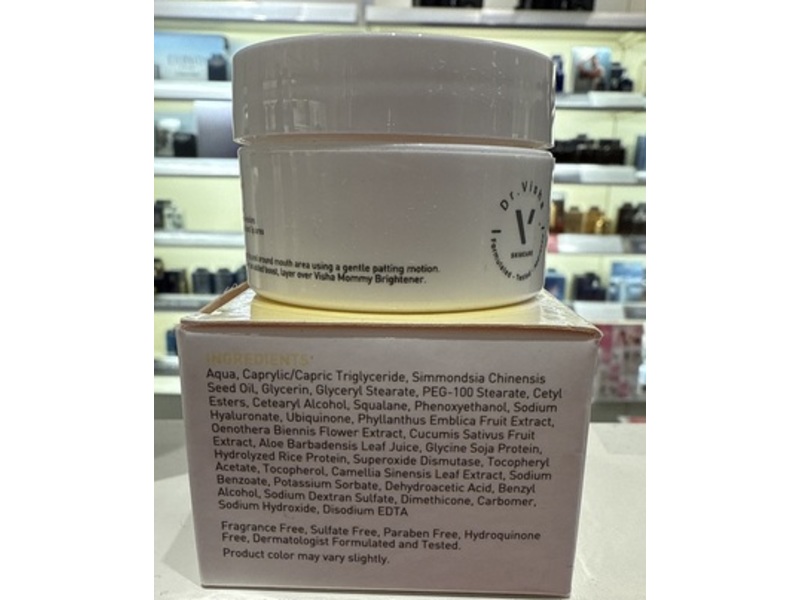 Dr. Visha
V
SKINCARE
Formulated - Tested
around mouth area using a gentle patting motion.
boost, layer over Visha Mommy Brightener.
INGREDIENTS:
Aqua, Caprylic/Capric Triglyceride, Simmondsia Chinensis
Seed Oil, Glycerin, Glyceryl Stearate, PEG-100 Stearate, Cetyl
Esters, Cetearyl Alcohol, Squalane, Phenoxyethanol, Sodium
Hyaluronate, Ubiquinone, Phyllanthus Emblica Fruit Extract,
Oenothera Biennis Flower Extract, Cucumis Sativus Fruit
Extract, Aloe Barbadensis Leaf Juice, Glycine Soja Protein,
Hydrolyzed Rice Protein, Superoxide Dismutase, Tocopheryl
Acetate, Tocopherol, Camellia Sinensis Leaf Extract, Sodium
Benzoate, Potassium Sorbate, Dehydroacetic Acid, Benzyl
Alcohol, Sodium Dextran Sulfate, Dimethicone, Carbomer,
Sodium Hydroxide, Disodium EDTA
Fragrance Free, Sulfate Free, Paraben Free, Hydroquinone
Free, Dermatologist Formulated and Tested.
Product color may vary slightly.